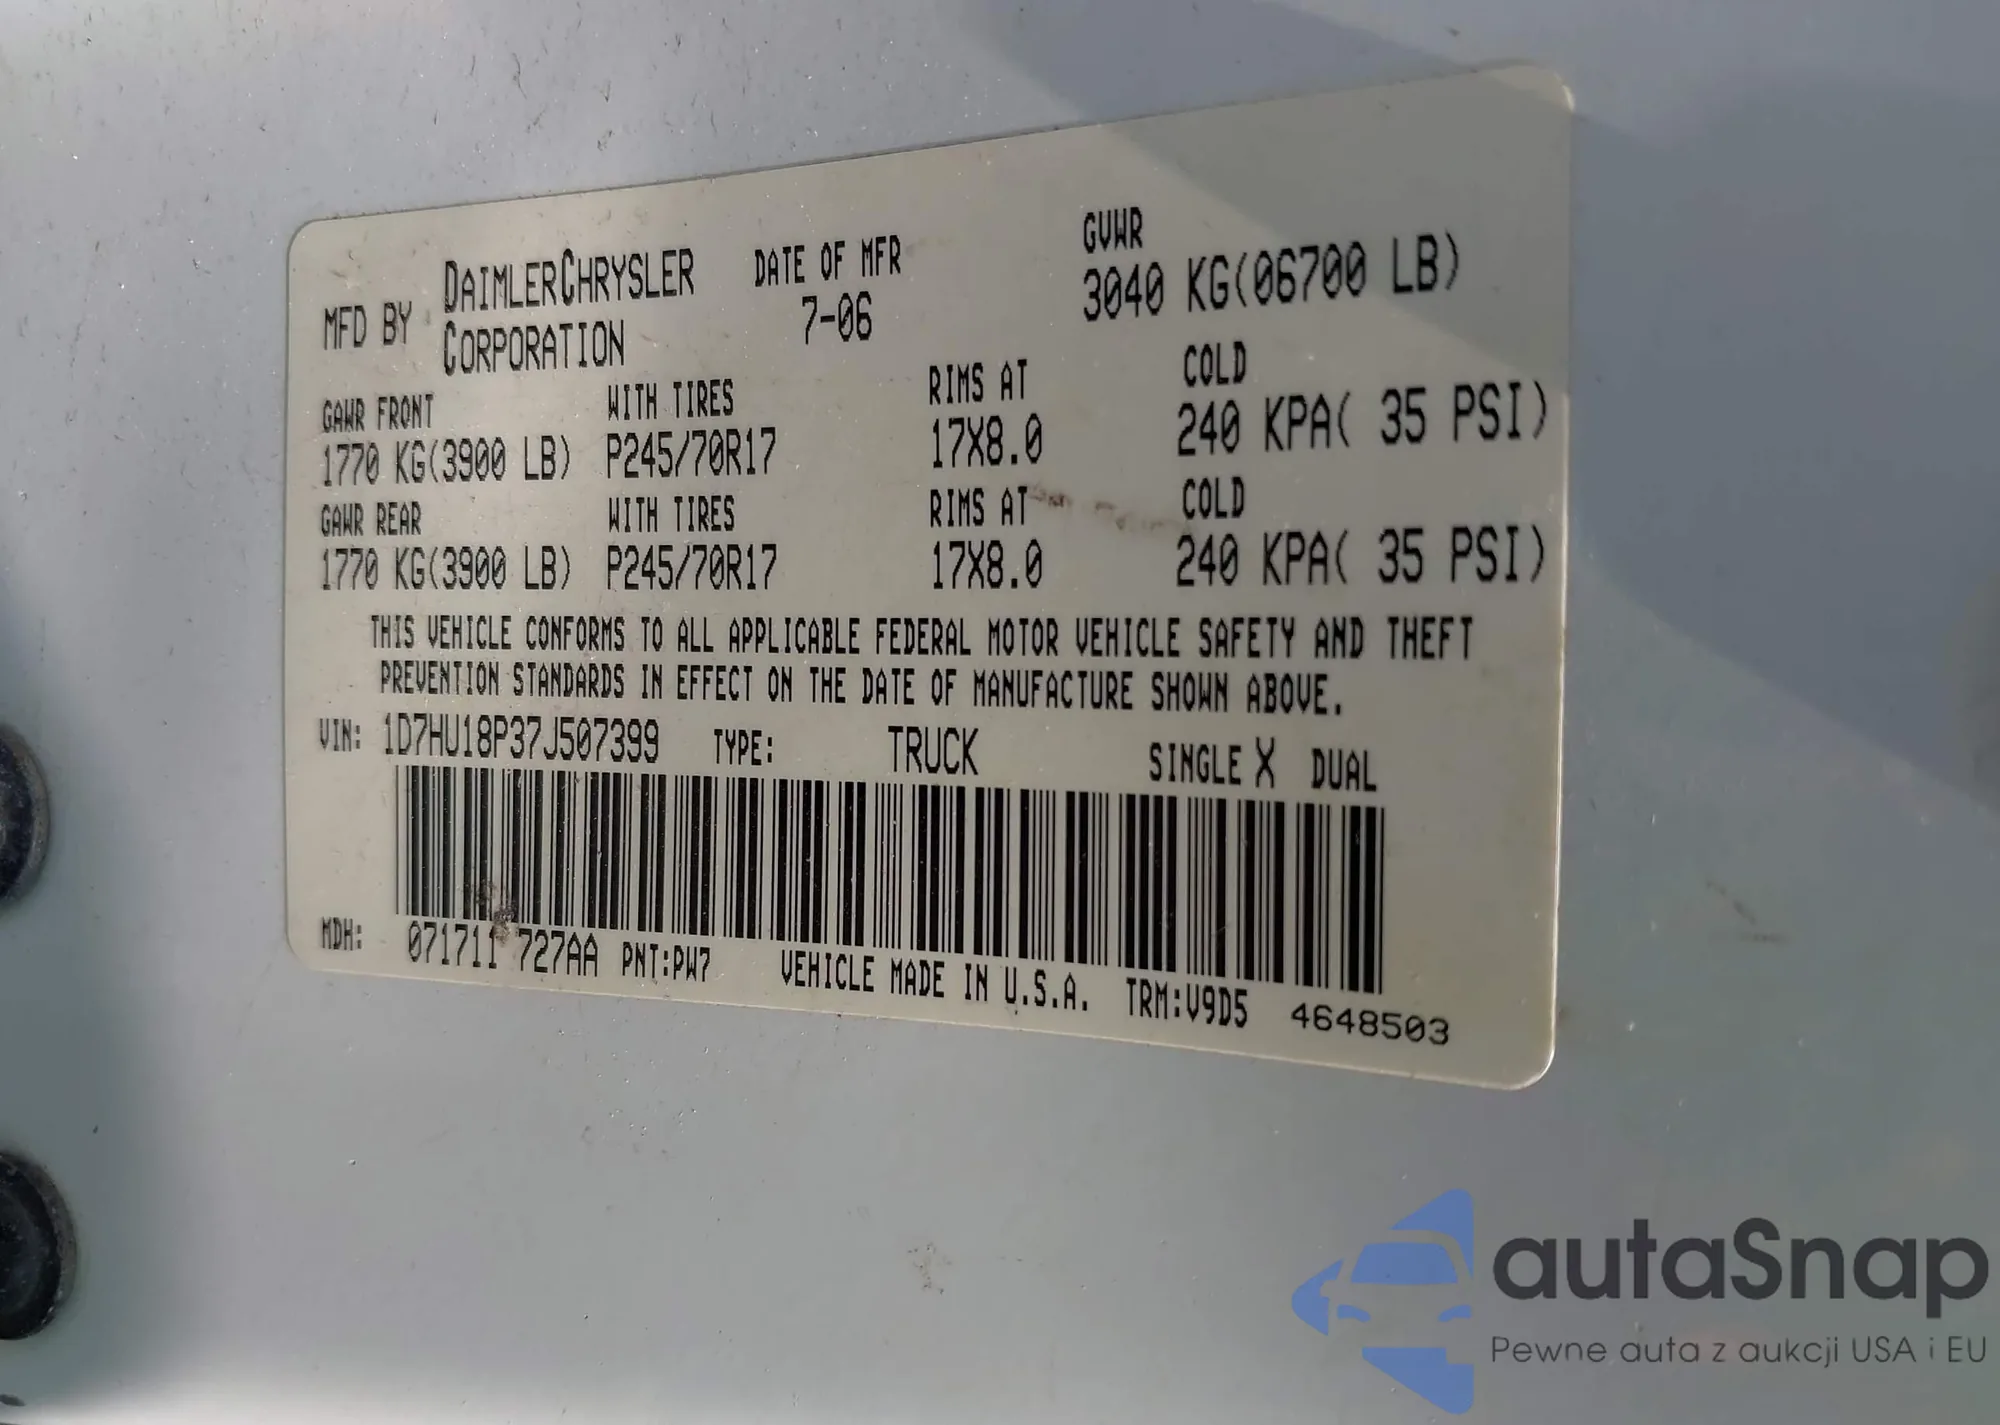 MFD BY DAIMLERCHRYSLER CORPORATION DATE OF MFR 7-06 GVWR 3040 KG(06700 LB)
GAWR FRONT WITH TIRES RIMS AT COLD
1770 KG(3900 LB) P245/70R17 17X8.0 240 KPA( 35 PSI)
GAWR REAR WITH TIRES RIMS AT COLD
1770 KG(3900 LB) P245/70R17 17X8.0 240 KPA( 35 PSI)
THIS VEHICLE CONFORMS TO ALL APPLICABLE FEDERAL MOTOR VEHICLE SAFETY AND THEFT
PREVENTION STANDARDS IN EFFECT ON THE DATE OF MANUFACTURE SHOWN ABOVE.
VIN: 1D7HU18P37J507399 TYPE: TRUCK SINGLE X DUAL
MDH: 071711 727AA PNT:PW7 VEHICLE MADE IN U.S.A. TRM:V9D5 4648503
autaSnap
Pewne auta z aukcji USA i EU